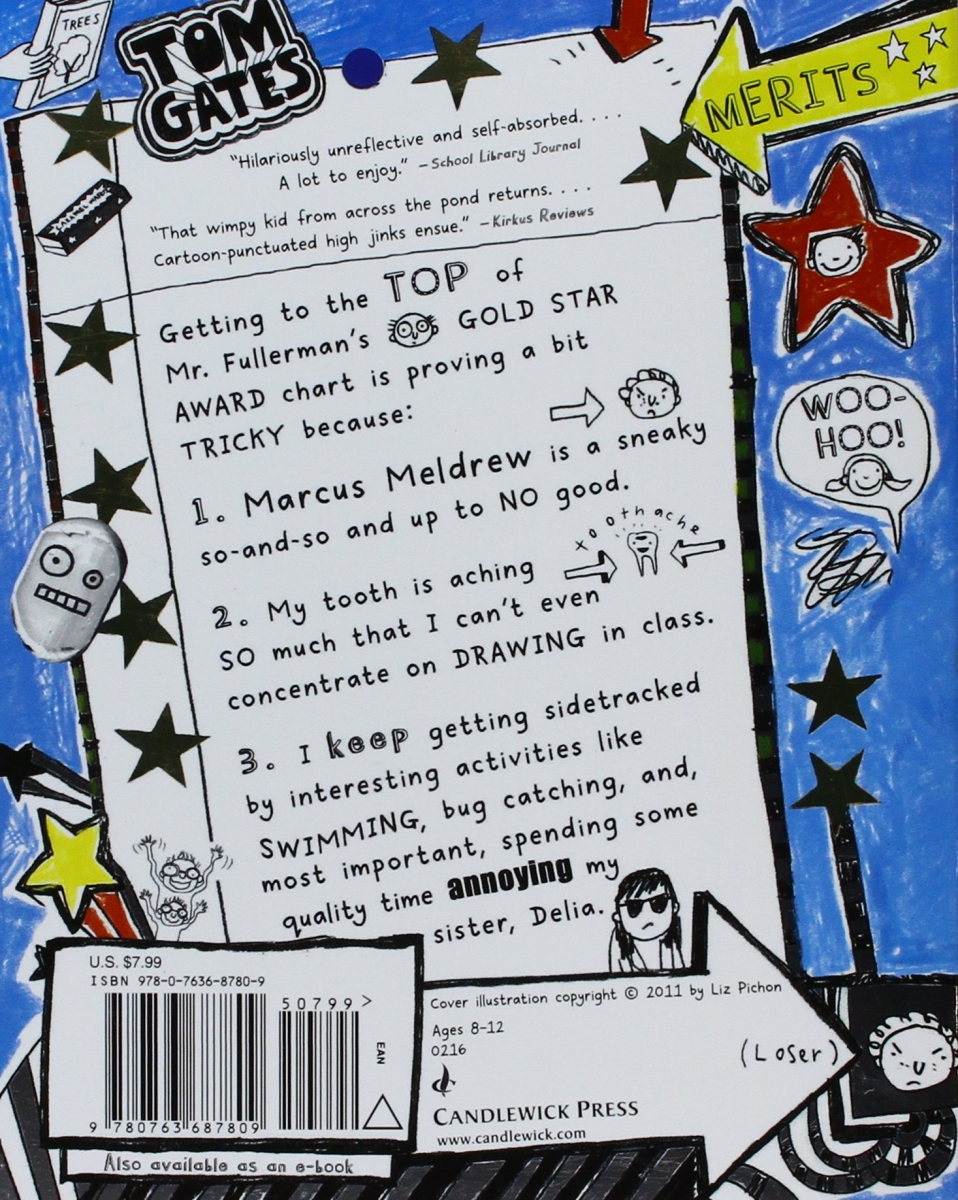 TREES
TOM
GATES
MERITS
"Hilariously unreflective and self-absorbed. . . .
A lot to enjoy." —School Library Journal
"That wimpy kid from across the pond returns. . . .
Cartoon-punctuated high jinks ensue." —Kirkus Reviews
Getting to the TOP of
Mr. Fullerman's GOLD STAR
AWARD chart is proving a bit
TRICKY because:
1. Marcus Meldrew is a sneaky
so-and-so and up to NO good.
toothache
2. My tooth is aching
SO much that I can't even
concentrate on DRAWING in class.
3. I keep getting sidetracked
by interesting activities like
SWIMMING, bug catching, and,
most important, spending some
quality time annoying my
sister, Delia.
WOO-
HOO!
U.S. $7.99
ISBN 978-0-7636-8780-9
50799>
EAN
9 780763 687809
Also available as an e-book
Cover illustration copyright © 2011 by Liz Pichon
Ages 8–12
0216
CANDLEWICK PRESS
www.candlewick.com
(Loser)